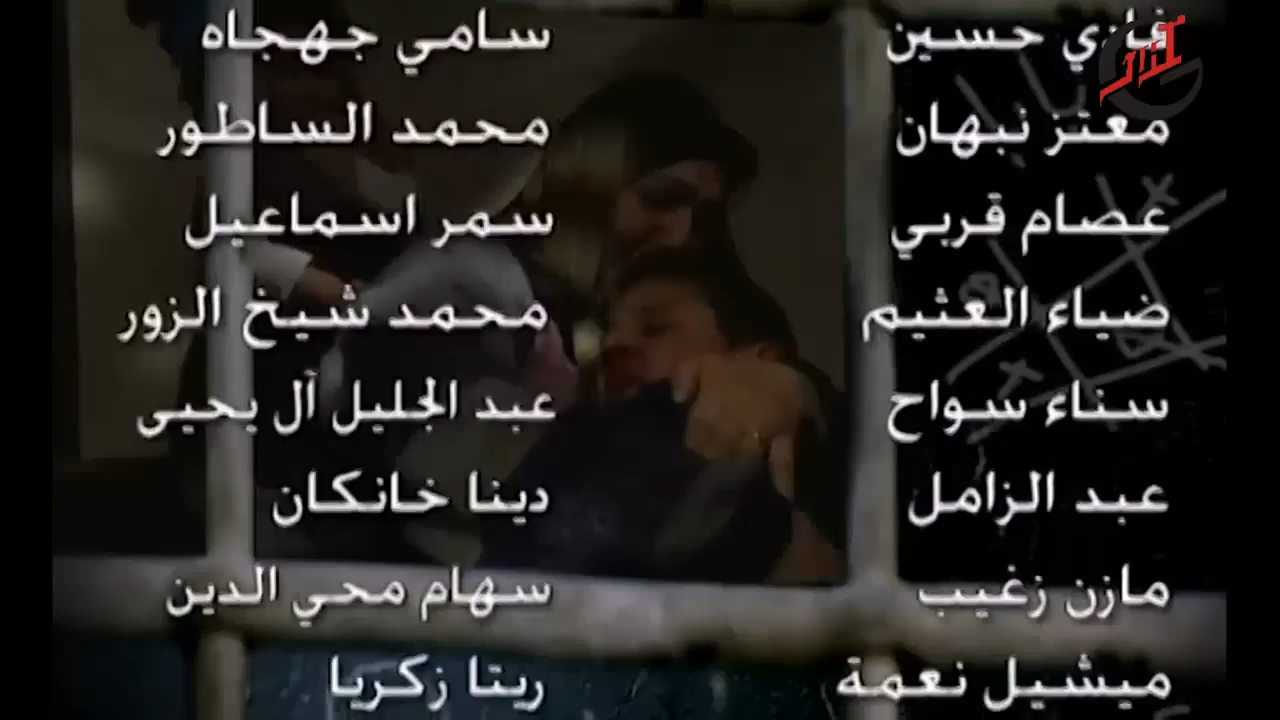 غازي حسين سامي جهجاه
معتز نبهان محمد الساطور
عصام قربي سمر اسماعيل
ضياء العثيم محمد شيخ الزور
سناء سواح عبد الجليل آل يحيى
عبد الزامل دينا خانكان
مازن زغيب سهام محي الدين
ميشيل نعمة ريتا زكريا